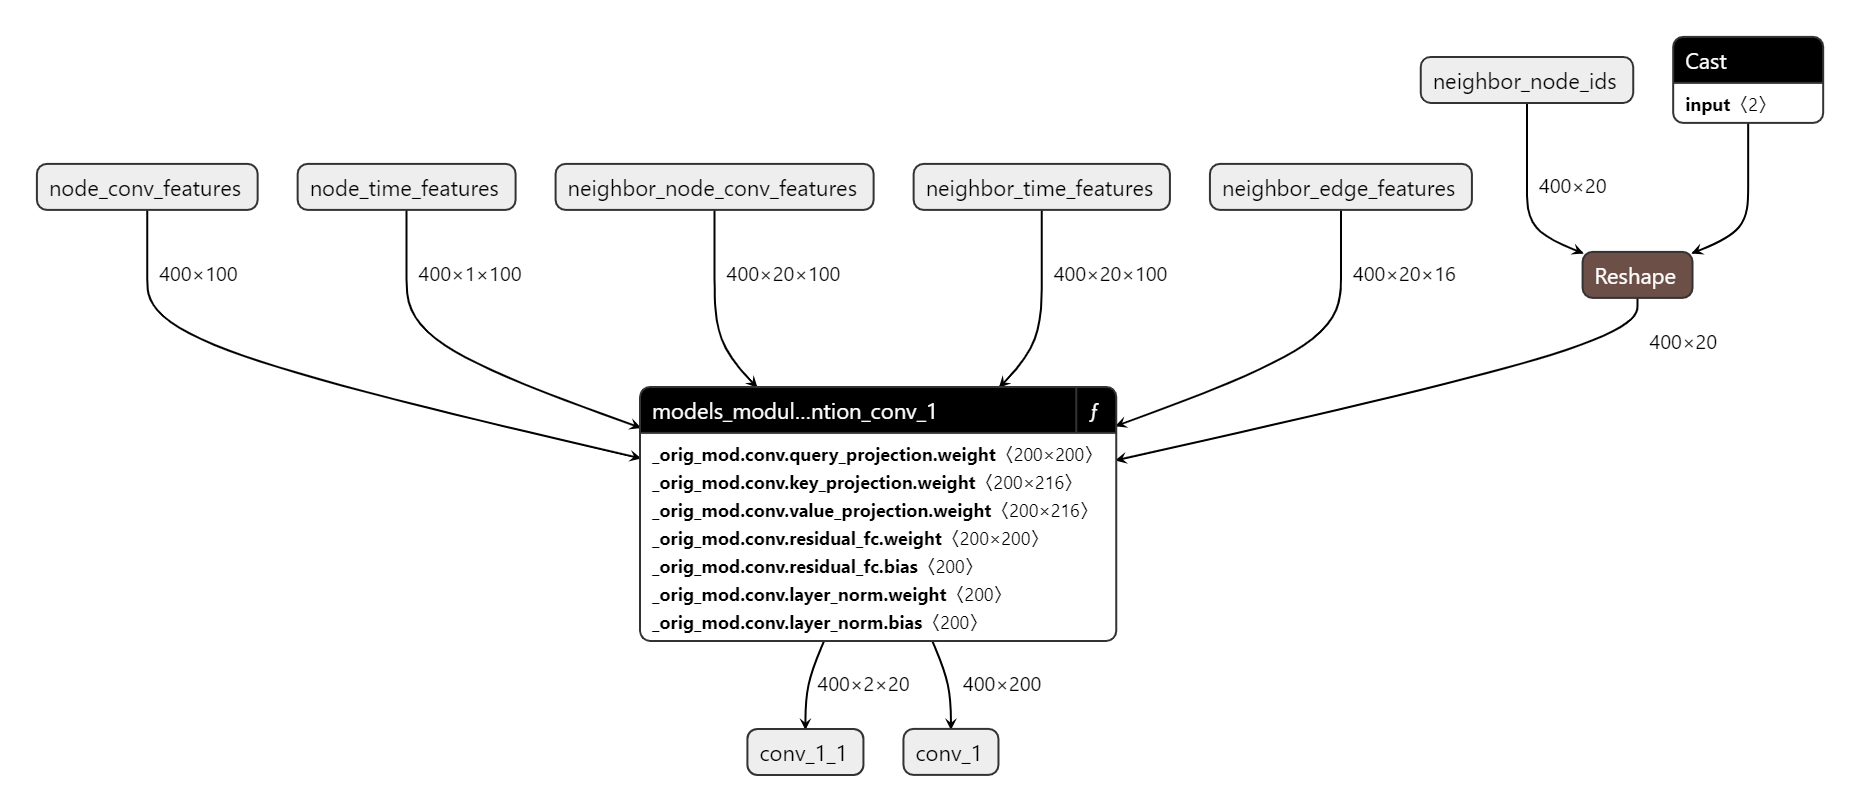 neighbor_node_ids
Cast
input〈2〉
node_conv_features
node_time_features
neighbor_node_conv_features
neighbor_time_features
neighbor_edge_features
400×20
400×100
400×1×100
400×20×100
400×20×100
400×20×16
Reshape
400×20
models_modul...ntion_conv_1
ƒ
_orig_mod.conv.query_projection.weight〈200×200〉
_orig_mod.conv.key_projection.weight〈200×216〉
_orig_mod.conv.value_projection.weight〈200×216〉
_orig_mod.conv.residual_fc.weight〈200×200〉
_orig_mod.conv.residual_fc.bias〈200〉
_orig_mod.conv.layer_norm.weight〈200〉
_orig_mod.conv.layer_norm.bias〈200〉
400×2×20
400×200
conv_1_1
conv_1